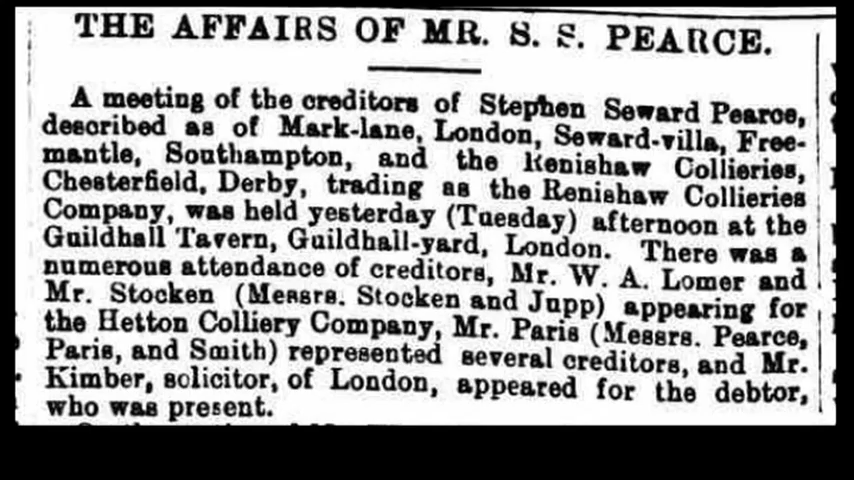 THE AFFAIRS OF MR. S. S. PEARCE.
A meeting of the creditors of Stephen Seward Pearce,
described as of Mark-lane, London, Seward-villa, Free-
mantle, Southampton, and the Renishaw Collieries,
Chesterfield, Derby, trading as the Renishaw Collieries
Company, was held yesterday (Tuesday) afternoon at the
Guildhall Tavern, Guildhall-yard, London. There was a
numerous attendance of creditors, Mr. W. A. Lomer and
Mr. Stocken (Messrs. Stocken and Jupp) appearing for
the Hetton Colliery Company, Mr. Paris (Messrs. Pearce,
Paris, and Smith) represented several creditors, and Mr.
Kimber, solicitor, of London, appeared for the debtor,
who was present.